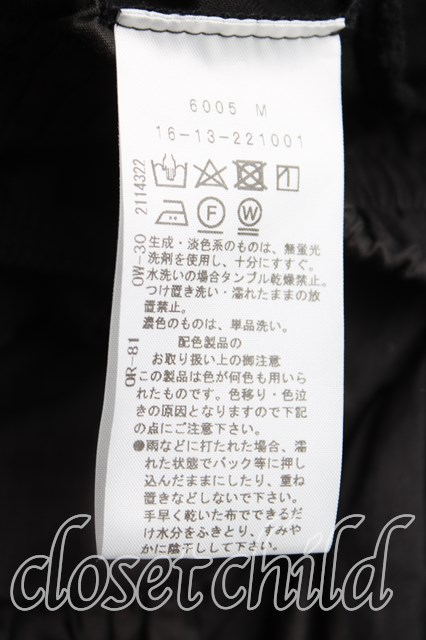 6005 M
16-13-221001
F
W
OW-30 2114322
生成・淡色系のものは、無蛍光
洗剤を使用し、十分にすすぐ。
水洗いの場合タンブル乾燥禁止。
つけ置き洗い・濡れたままの放
置禁止。
濃色のものは、単品洗い。
OR-81
配色製品の
お取り扱い上の御注意
この製品は色が何色も用いら
れたものです。色移り・色泣
きの原因となりますので下記
の点にご注意下さい。
●雨などに打たれた場合、濡
れた状態でバック等に押し
込んだままにしたり、重ね
置きなどしないで下さい。
手早く乾いた布でできるだ
け水分をふきとり、すみや
かに陰干しして下さい。
closet child